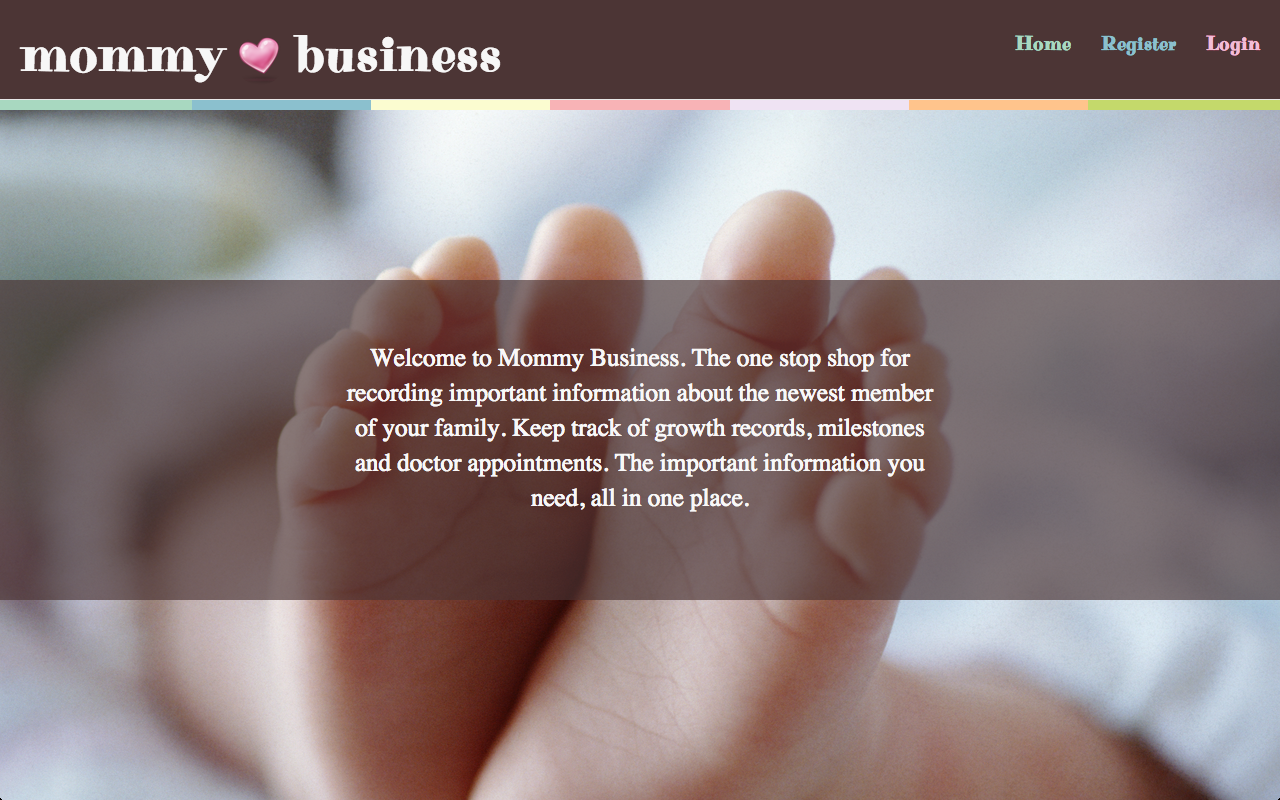 mommy business
Home Register Login
Welcome to Mommy Business. The one stop shop for
recording important information about the newest member
of your family. Keep track of growth records, milestones
and doctor appointments. The important information you
need, all in one place.